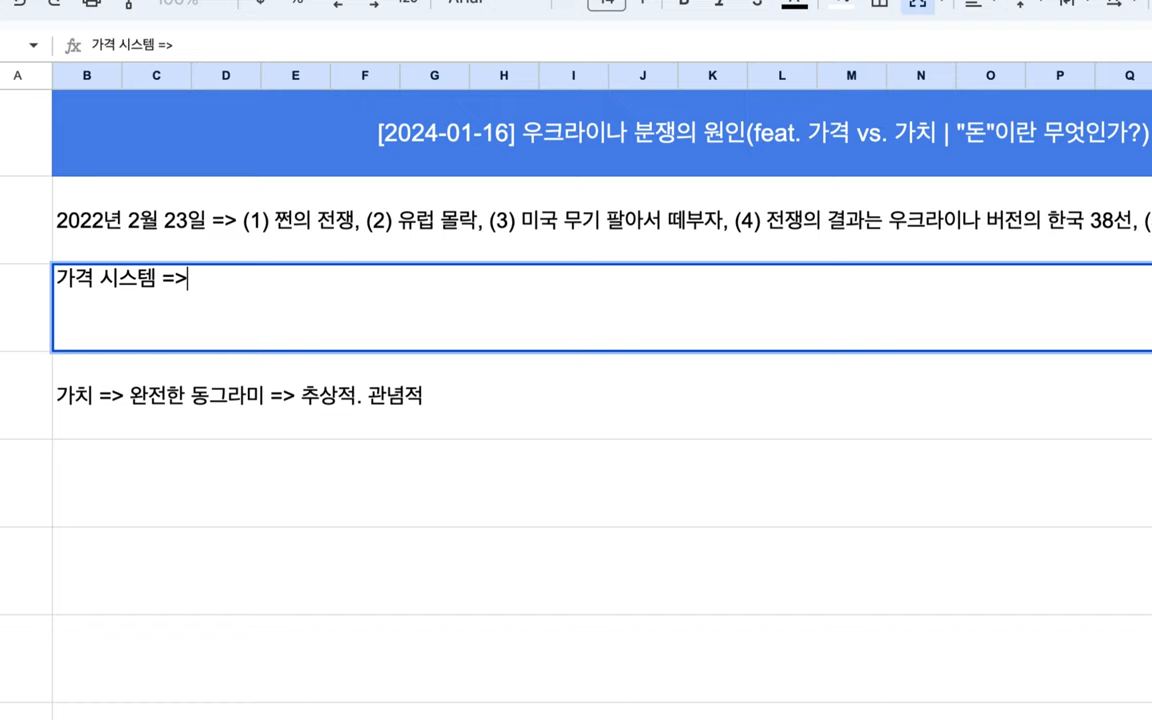 fx 가격 시스템 =>
A B C D E F G H I J K L M N O P Q
[2024-01-16] 우크라이나 분쟁의 원인(feat. 가격 vs. 가치 | "돈"이란 무엇인가?)
2022년 2월 23일 => (1) 쩐의 전쟁, (2) 유럽 몰락, (3) 미국 무기 팔아서 떼부자, (4) 전쟁의 결과는 우크라이나 버전의 한국 38선, (
가격 시스템 =>
가치 => 완전한 동그라미 => 추상적. 관념적